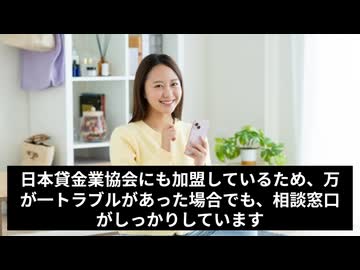 日本貸金業協会にも加盟しているため、万
が一トラブルがあった場合でも、相談窓口
がしっかりしています